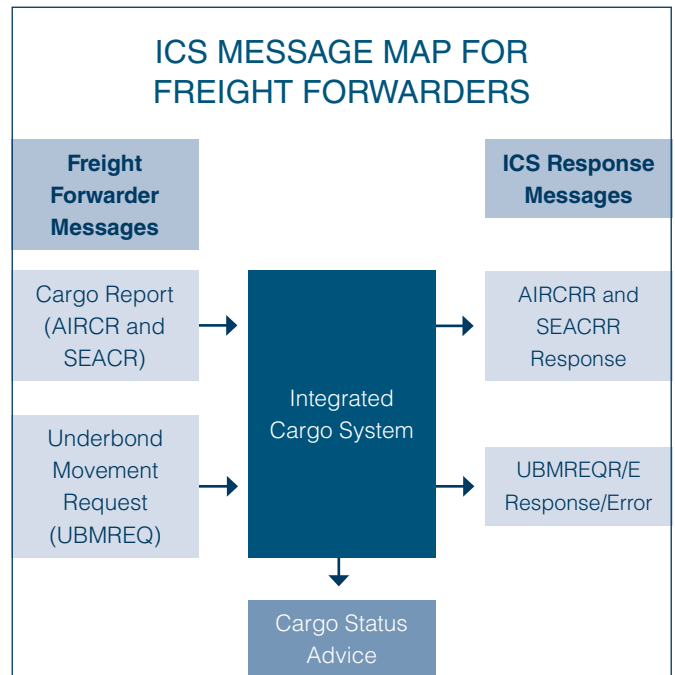 ICS MESSAGE MAP FOR
FREIGHT FORWARDERS
Freight
Forwarder
Messages
ICS Response
Messages
Cargo Report
(AIRCR and
SEACR)
Integrated
Cargo System
AIRCRR and
SEACRR
Response
Underbond
Movement
Request
(UBMREQ)
UBMREQR/E
Response/Error
Cargo Status
Advice